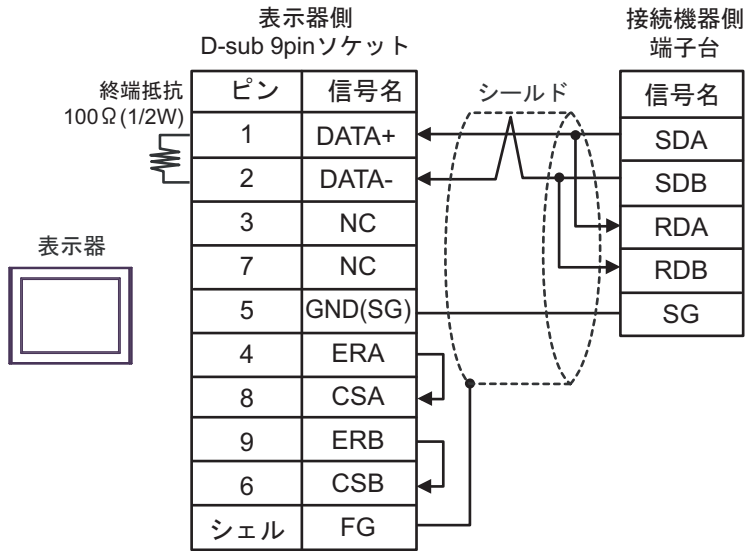 表示器側
D-sub 9pinソケット
接続機器側
端子台
終端抵抗
100Ω(1/2W)
シールド
表示器
ピン 信号名
1 DATA+
2 DATA-
3 NC
7 NC
5 GND(SG)
4 ERA
8 CSA
9 ERB
6 CSB
シェル FG
信号名
SDA
SDB
RDA
RDB
SG